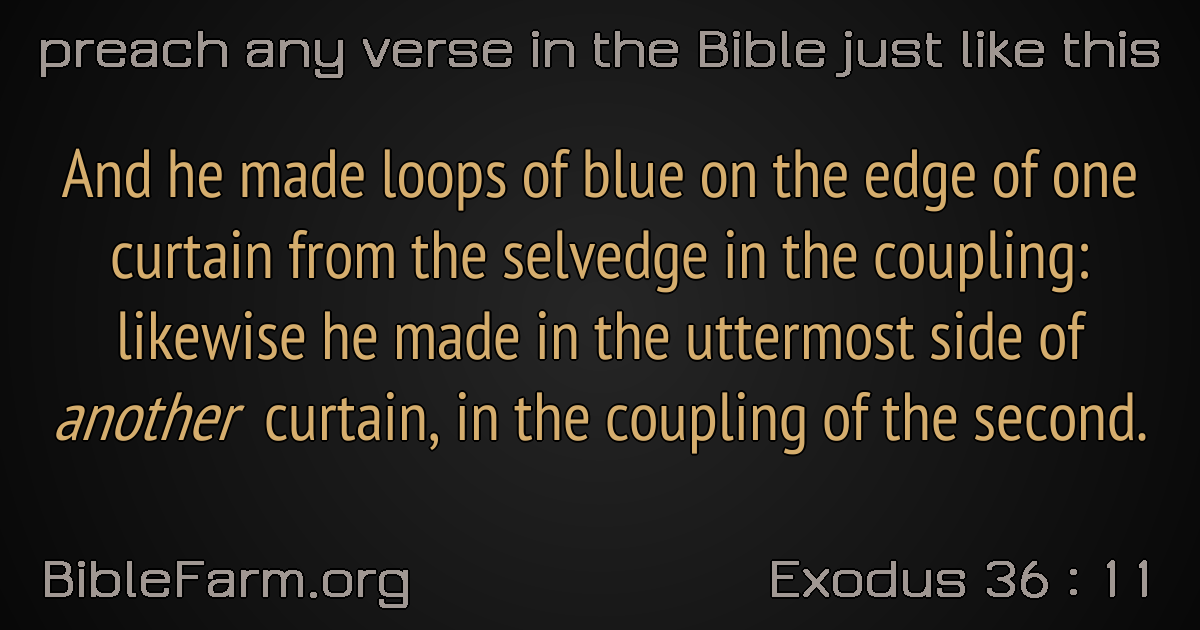 preach any verse in the Bible just like this
And he made loops of blue on the edge of one
curtain from the selvedge in the coupling:
likewise he made in the uttermost side of
another curtain, in the coupling of the second.
BibleFarm.org
Exodus 36 : 11